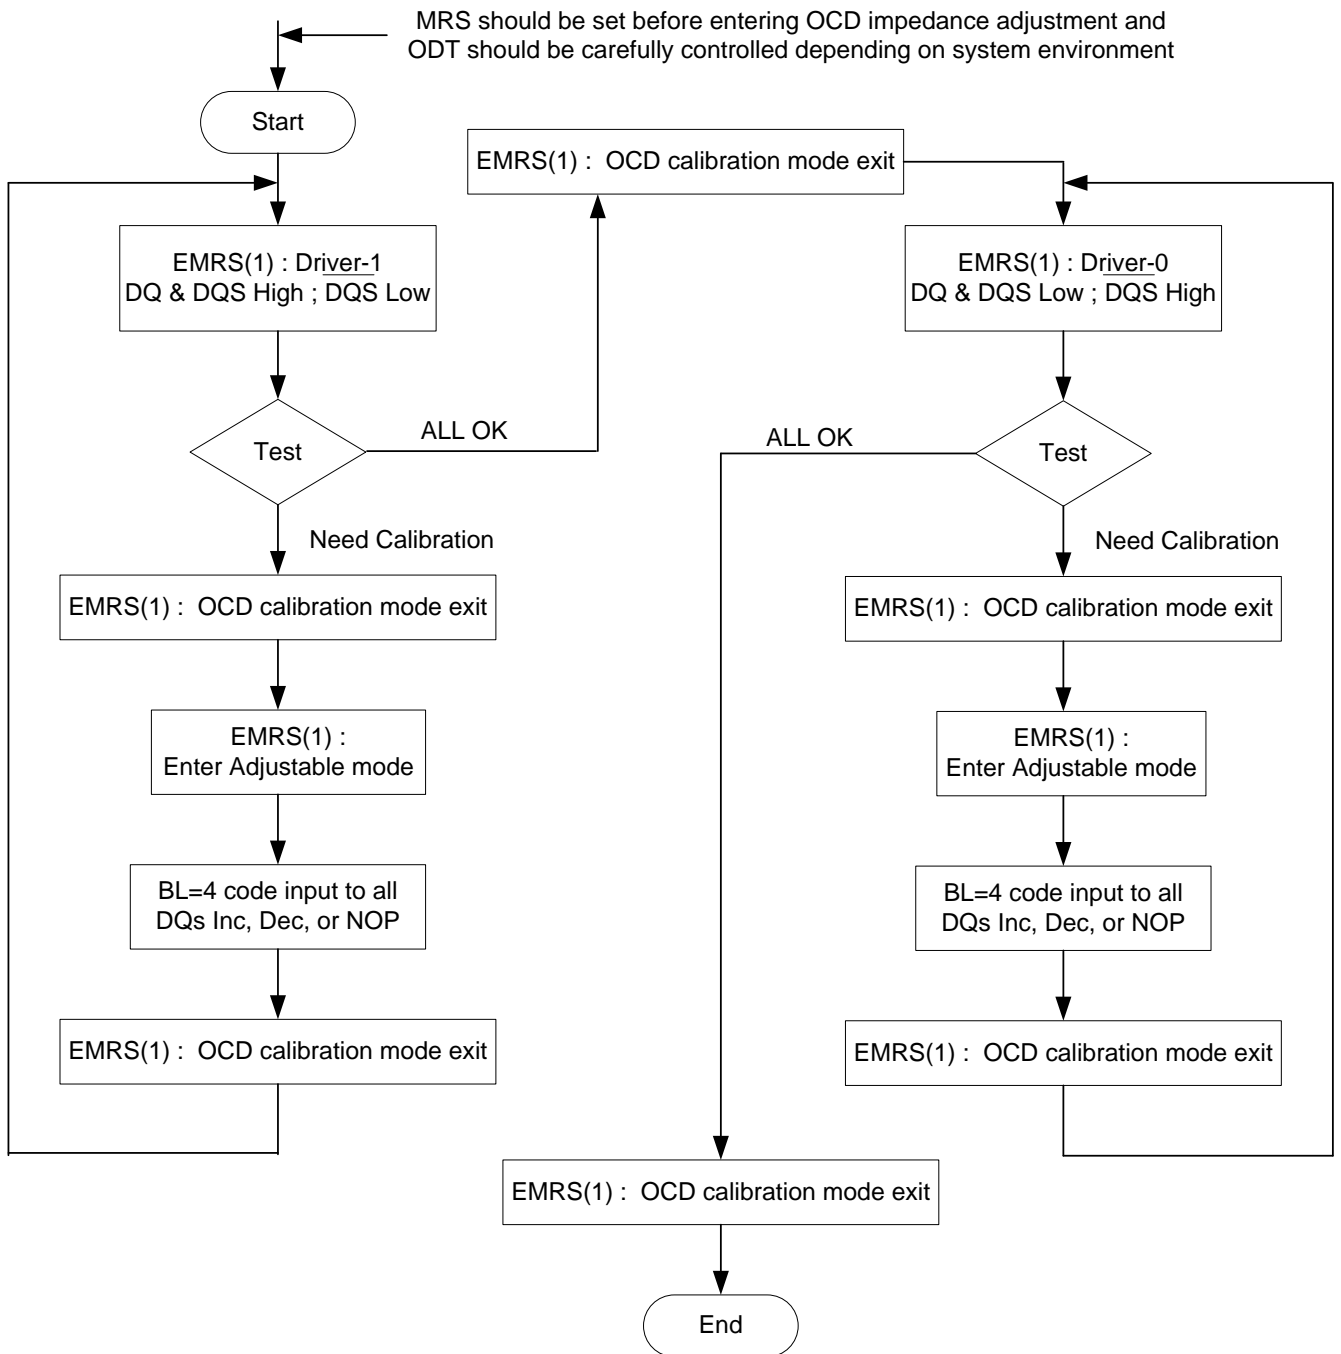 MRS should be set before entering OCD impedance adjustment and
ODT should be carefully controlled depending on system environment
Start
EMRS(1) : Driver-1
DQ & DQS High ; D̅Q̅S̅ Low
Test
ALL OK
Need Calibration
EMRS(1) : OCD calibration mode exit
EMRS(1) :
Enter Adjustable mode
BL=4 code input to all
DQs Inc, Dec, or NOP
EMRS(1) : OCD calibration mode exit
EMRS(1) : OCD calibration mode exit
EMRS(1) : Driver-0
DQ & DQS Low ; D̅Q̅S̅ High
Test
ALL OK
Need Calibration
EMRS(1) : OCD calibration mode exit
EMRS(1) :
Enter Adjustable mode
BL=4 code input to all
DQs Inc, Dec, or NOP
EMRS(1) : OCD calibration mode exit
EMRS(1) : OCD calibration mode exit
End